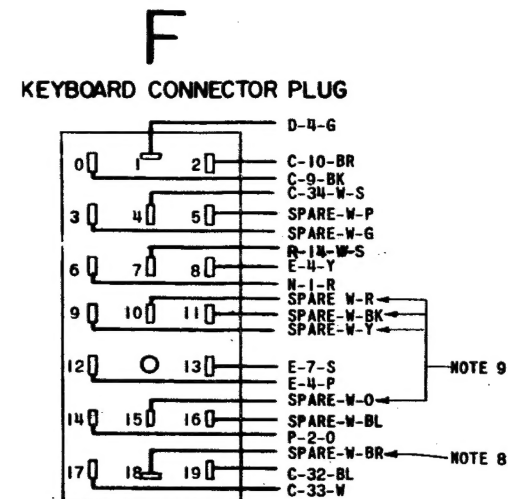 F
KEYBOARD CONNECTOR PLUG
D-4-G
0 1 2 C-10-BR
C-9-BK
C-34-W-S
3 4 5 SPARE-W-P
SPARE-W-G
R-14-W-S
6 7 8 E-4-Y
N-1-R
SPARE W-R
9 10 11 SPARE-W-BK
SPARE-W-Y
12 13 E-7-S NOTE 9
E-4-P
SPARE-W-O
14 15 16 SPARE-W-BL
P-2-O
SPARE-W-BR NOTE 8
17 18 19 C-32-BL
C-33-W